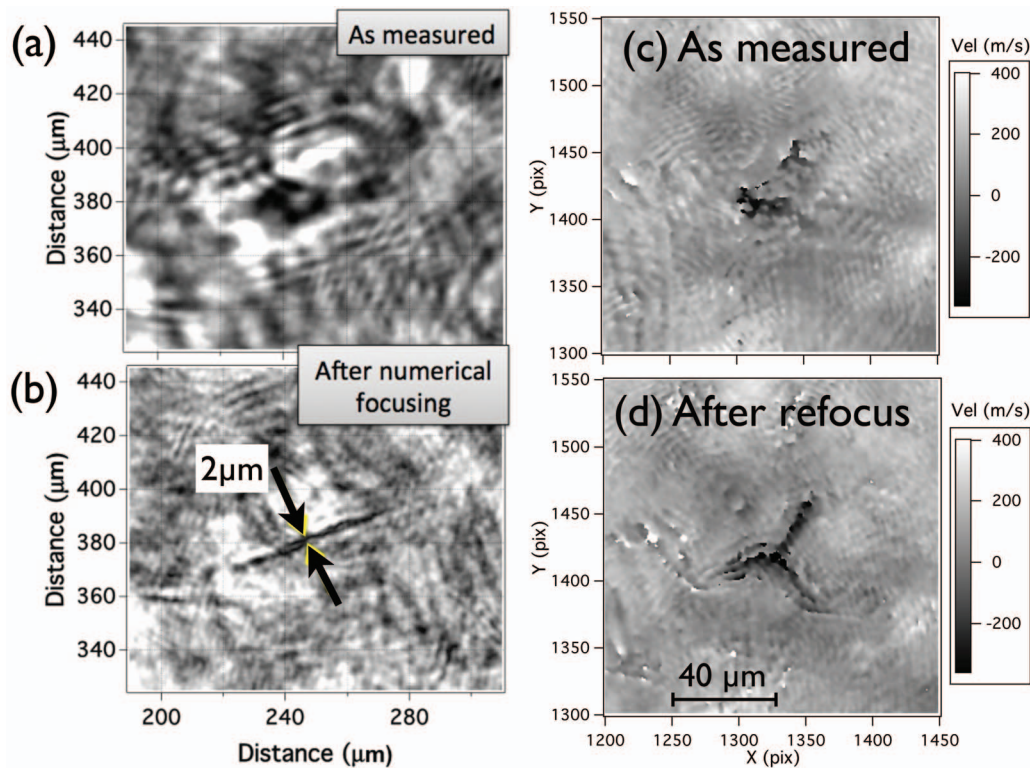 (a)
As measured
440
420
400
380
360
340
Distance (μm)
(b)
After numerical
focusing
2μm
440
420
400
380
360
340
Distance (μm)
200
240
280
Distance (μm)
(c) As measured
1550
1500
1450
1400
1350
1300
Y (pix)
Vel (m/s)
400
200
0
-200
(d) After refocus
1550
1500
1450
1400
1350
1300
Y (pix)
40 μm
1200
1250
1300
1350
1400
1450
X (pix)
Vel (m/s)
400
200
0
-200